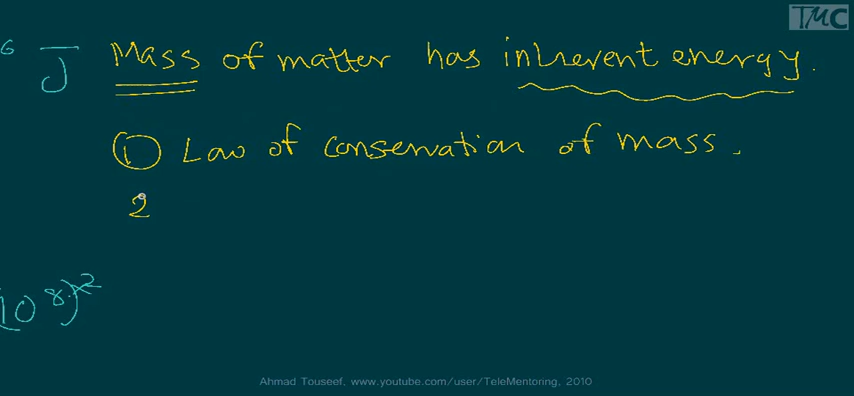 TMC
6 J Mass of matter has inherent energy.
① Law of conservation of mass.
2
10⁸)²
Ahmad Touseef, www.youtube.com/user/TeleMentoring, 2010